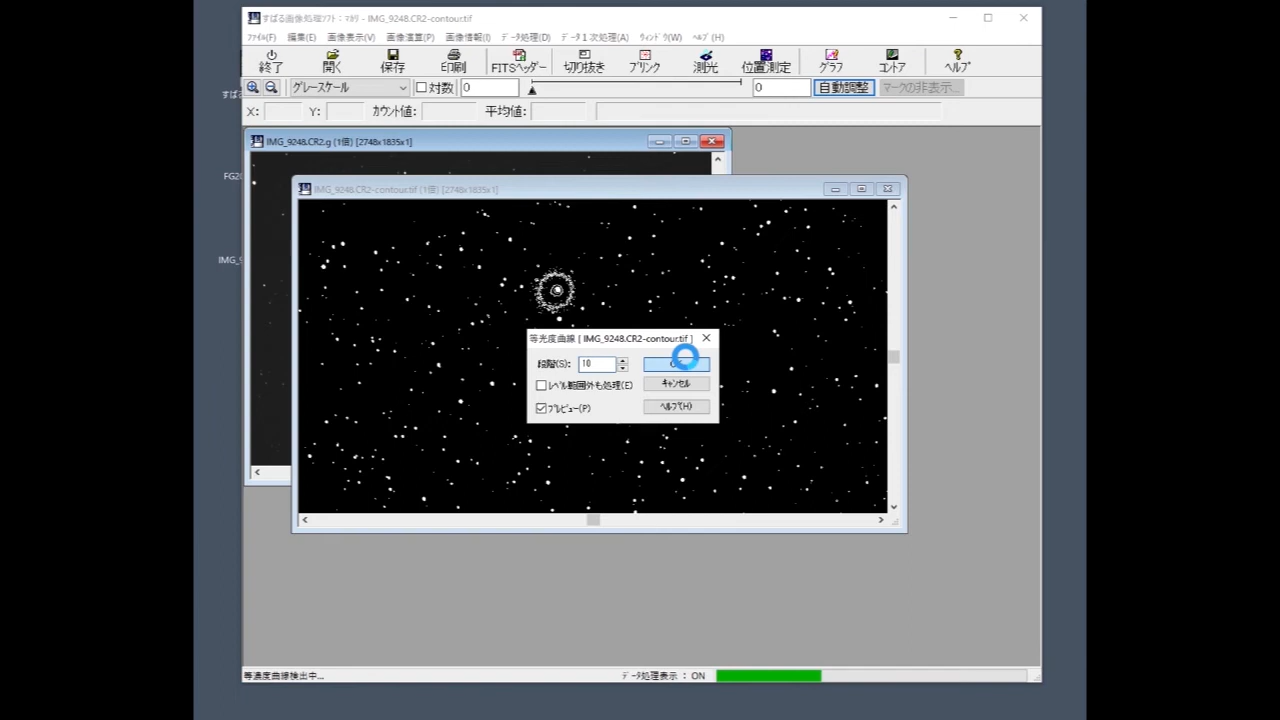 すばる画像処理ソフト：マカリ - IMG_9248.CR2-contour.tif
ファイル(F) 編集(E) 画像表示(V) 画像演算(P) 画像情報(I) データ処理(D) データ１次処理(A) ウィンドウ(W) ヘルプ(H)
終了 開く 保存 印刷 FITSヘッダー 切り抜き ブリンク 測光 位置測定 グラフ コントア ヘルプ
グレースケール 対数 0 0 自動調整 マークの非表示...
X: Y: カウント値: 平均値:
IMG_9248.CR2.g (1倍) [2748x1835x1]
IMG_9248.CR2-contour.tif (1倍) [2748x1835x1]
等光度曲線 [ IMG_9248.CR2-contour.tif ]
段階(S): 10
レベル範囲外も処理(E) キャンセル
プレビュー(P) ヘルプ(H)
等濃度曲線検出中... データ処理表示 : ON